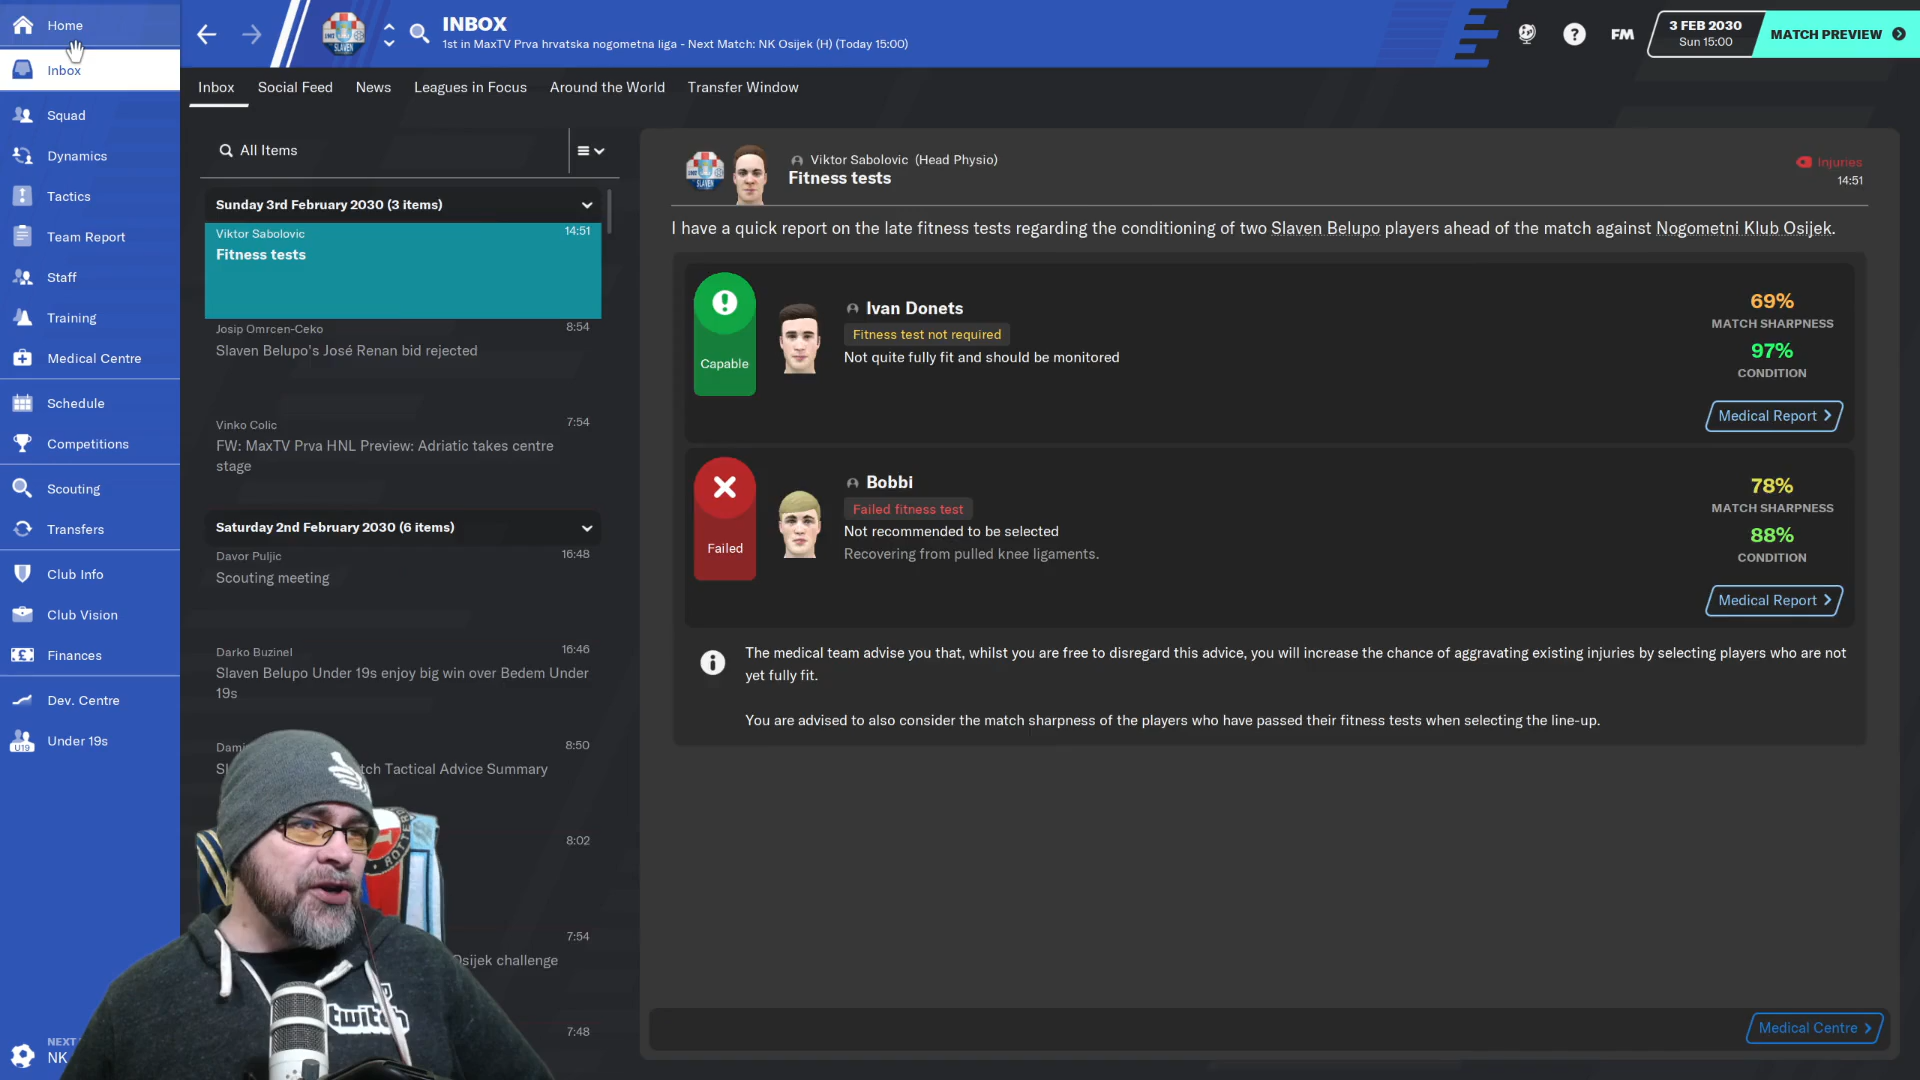 Home
Inbox
Squad
Dynamics
Tactics
Team Report
Staff
Training
Medical Centre
Schedule
Competitions
Scouting
Transfers
Club Info
Club Vision
Finances
Dev. Centre
U19
Under 19s
NEXT
NK
SLAVEN
INBOX
1st in MaxTV Prva hrvatska nogometna liga - Next Match: NK Osijek (H) (Today 15:00)
FM
3 FEB 2030
Sun 15:00
MATCH PREVIEW
Inbox
Social Feed
News
Leagues in Focus
Around the World
Transfer Window
All Items
Sunday 3rd February 2030 (3 items)
Viktor Sabolovic 14:51
Fitness tests
Josip Omrcen-Ceko 8:54
Slaven Belupo's José Renan bid rejected
Vinko Colic 7:54
FW: MaxTV Prva HNL Preview: Adriatic takes centre
stage
Saturday 2nd February 2030 (6 items)
Davor Puljic 16:48
Scouting meeting
Darko Buzinel 16:46
Slaven Belupo Under 19s enjoy big win over Bedem Under
19s
8:50
Tactical Advice Summary
8:02
7:54
Osijek challenge
7:48
twitch
SLAVEN
Viktor Sabolovic (Head Physio)
Fitness tests
Injuries
14:51
I have a quick report on the late fitness tests regarding the conditioning of two Slaven Belupo players ahead of the match against Nogometni Klub Osijek.
Capable
Ivan Donets
Fitness test not required
Not quite fully fit and should be monitored
69%
MATCH SHARPNESS
97%
CONDITION
Medical Report
Failed
Bobbi
Failed fitness test
Not recommended to be selected
Recovering from pulled knee ligaments.
78%
MATCH SHARPNESS
88%
CONDITION
Medical Report
The medical team advise you that, whilst you are free to disregard this advice, you will increase the chance of aggravating existing injuries by selecting players who are not
yet fully fit.
You are advised to also consider the match sharpness of the players who have passed their fitness tests when selecting the line-up.
Medical Centre